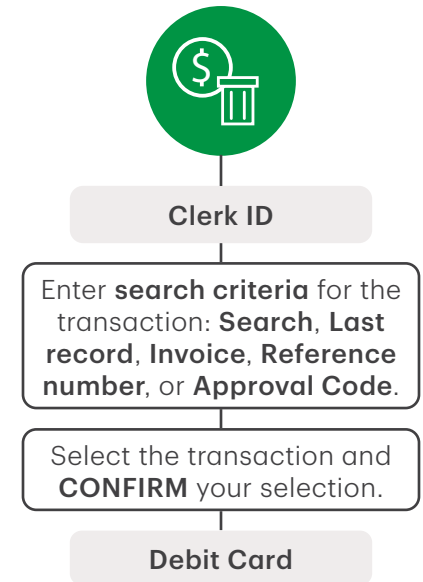 $
Clerk ID
Enter search criteria for the
transaction: Search, Last
record, Invoice, Reference
number, or Approval Code.
Select the transaction and
CONFIRM your selection.
Debit Card